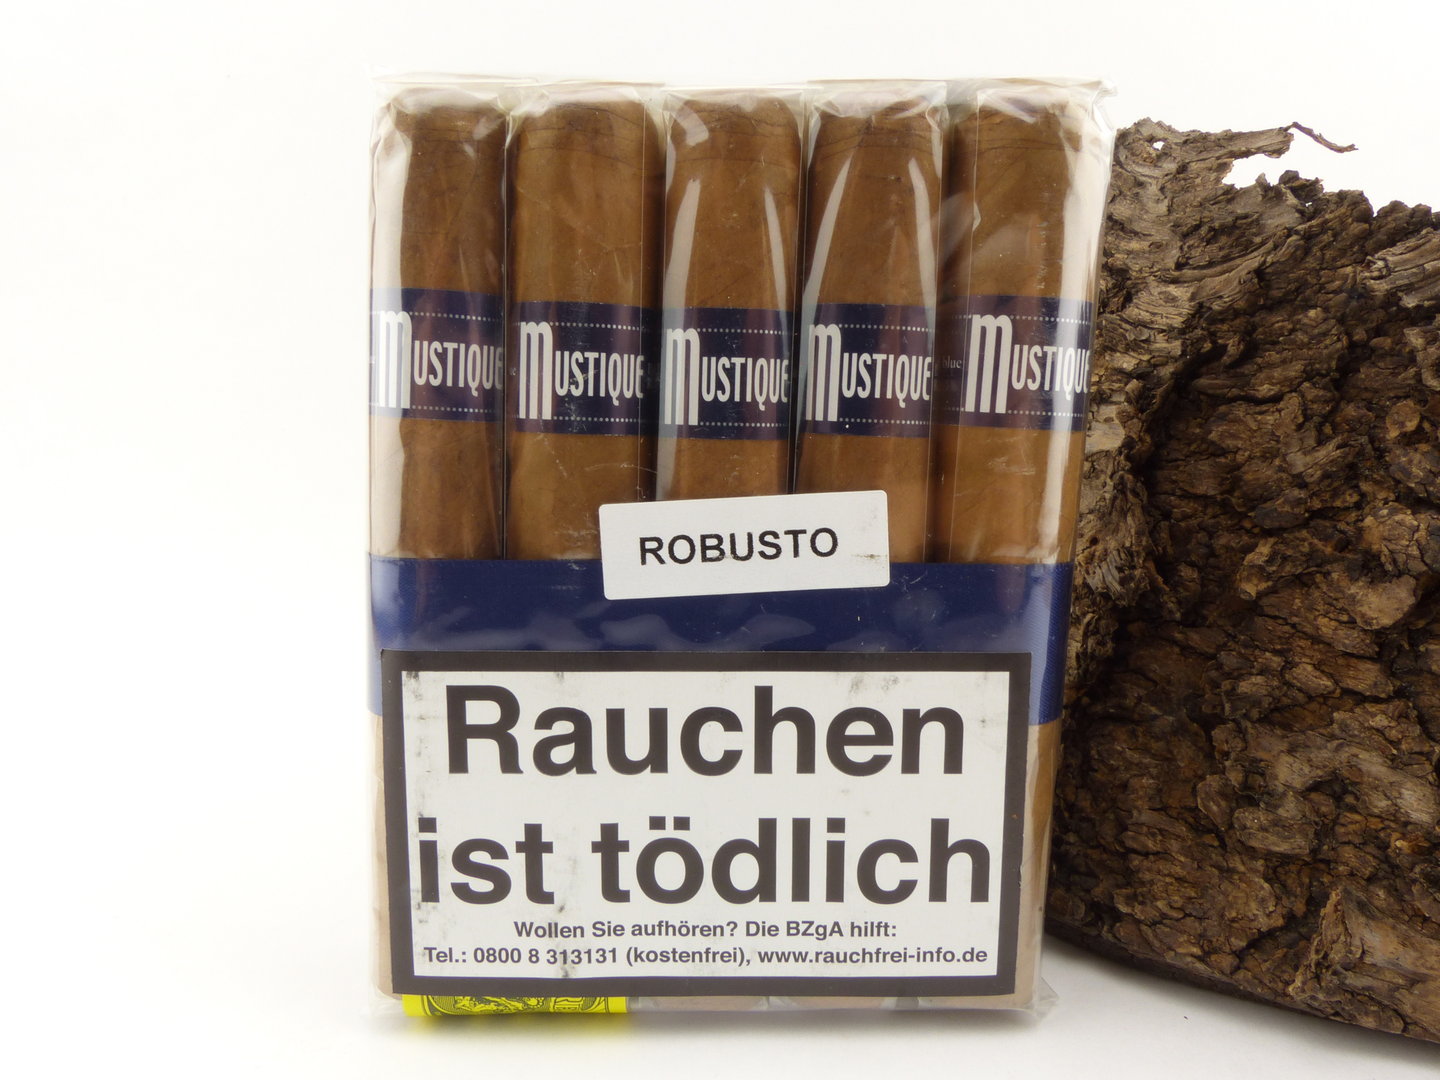 MUSTIQUE MUSTIQUE MUSTIQUE MUSTIQUE blue MUSTIQUE
ROBUSTO
Rauchen
ist tödlich
Wollen Sie aufhören? Die BZgA hilft:
Tel.: 0800 8 313131 (kostenfrei), www.rauchfrei-info.de